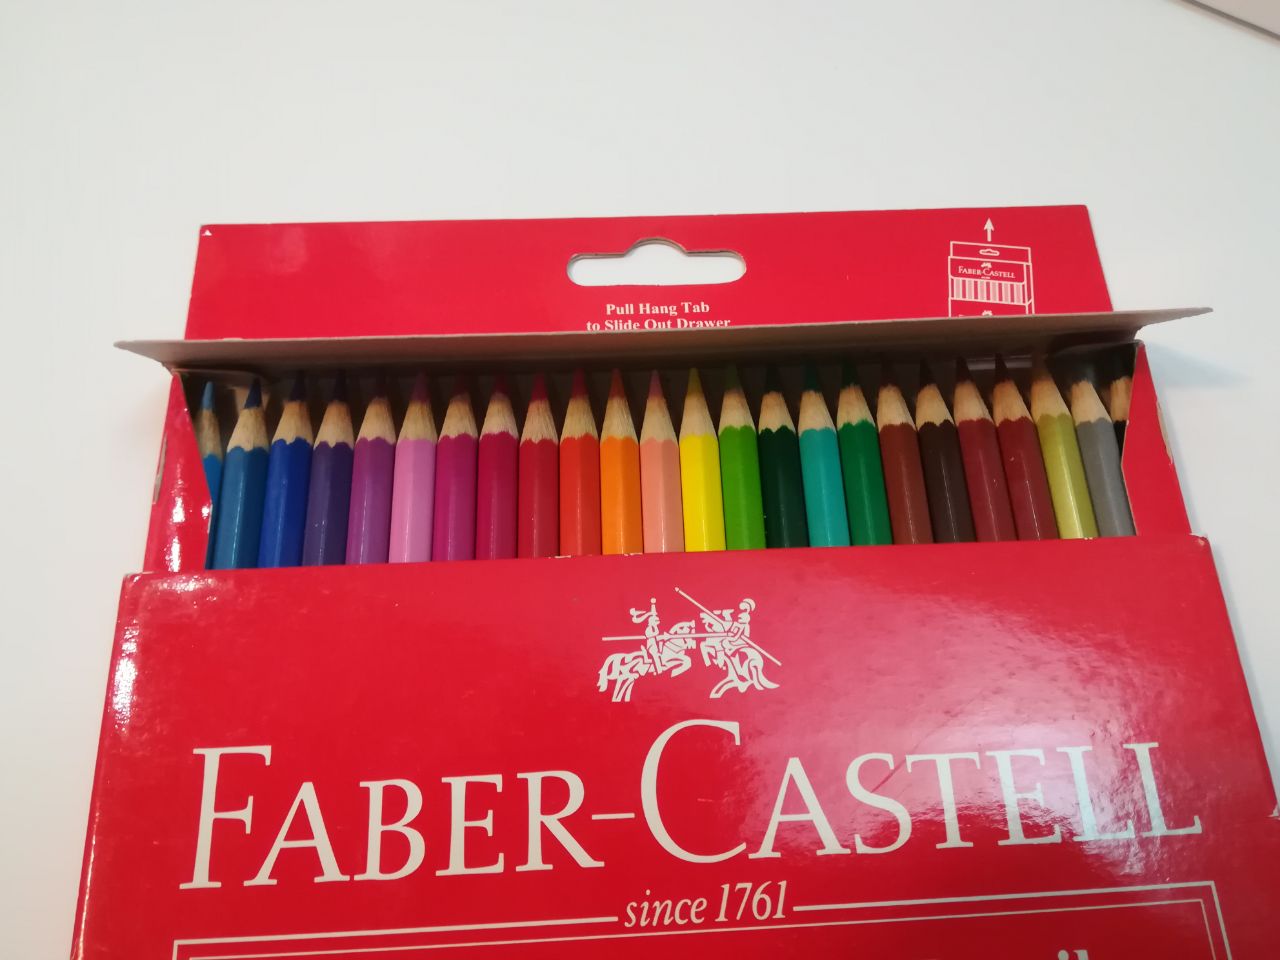 Pull Hang Tab
to Slide Out Drawer
FABER-CASTELL
FABER-CASTELL
since 1761